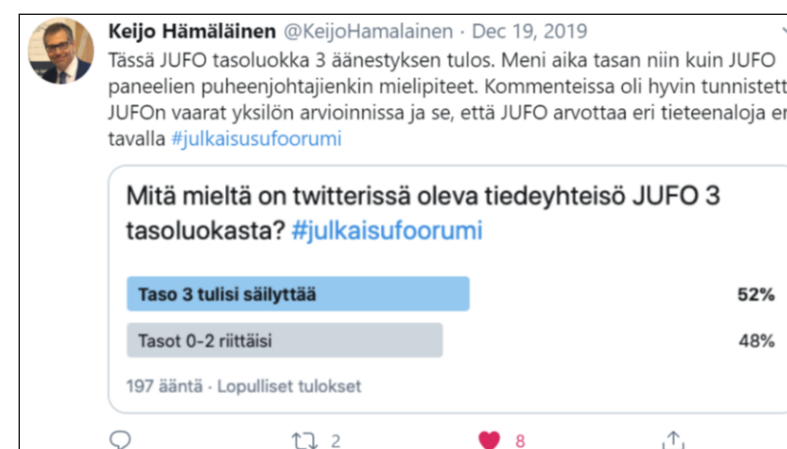 Keijo Hämäläinen @KeijoHamalainen · Dec 19, 2019
Tässä JUFO tasoluokka 3 äänestyksen tulos. Meni aika tasan niin kuin JUFO
paneelien puheenjohtajienkin mielipiteet. Kommenteissa oli hyvin tunnistett
JUFOn vaarat yksilön arvioinnissa ja se, että JUFO arvottaa eri tieteenaloja er
tavalla #julkaisusufoorumi
Mitä mieltä on twitterissä oleva tiedeyhteisö JUFO 3
tasoluokasta? #julkaisufoorumi
Taso 3 tulisi säilyttää 52%
Tasot 0-2 riittäisi 48%
197 ääntä · Lopulliset tulokset
2 8